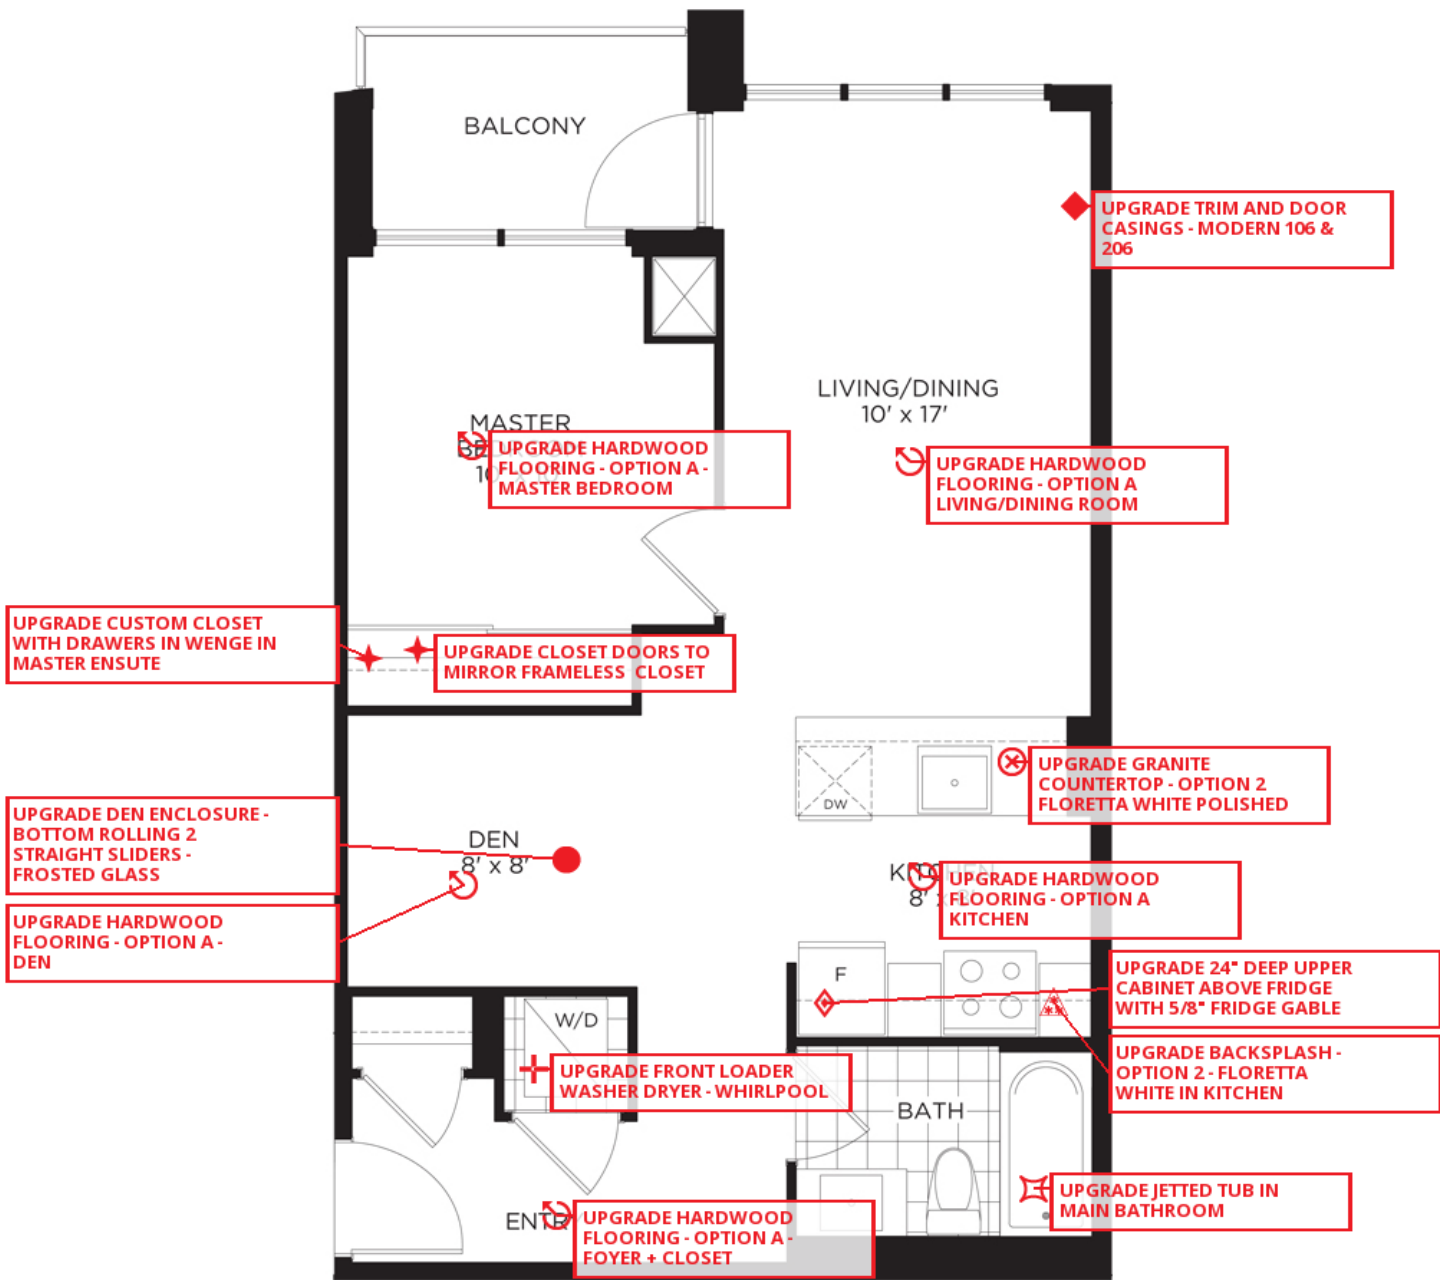 BALCONY
UPGRADE TRIM AND DOOR
CASINGS - MODERN 106 &
206
LIVING/DINING
10' x 17'
MASTER
UPGRADE HARDWOOD
FLOORING - OPTION A -
MASTER BEDROOM
UPGRADE HARDWOOD
FLOORING - OPTION A
LIVING/DINING ROOM
UPGRADE CUSTOM CLOSET
WITH DRAWERS IN WENGE IN
MASTER ENSUTE
UPGRADE CLOSET DOORS TO
MIRROR FRAMELESS CLOSET
UPGRADE GRANITE
COUNTERTOP - OPTION 2
FLORETTA WHITE POLISHED
DW
UPGRADE DEN ENCLOSURE -
BOTTOM ROLLING 2
STRAIGHT SLIDERS -
FROSTED GLASS
DEN
8' x 8'
KITCHEN
8'
UPGRADE HARDWOOD
FLOORING - OPTION A
KITCHEN
UPGRADE HARDWOOD
FLOORING - OPTION A -
DEN
F
UPGRADE 24" DEEP UPPER
CABINET ABOVE FRIDGE
WITH 5/8" FRIDGE GABLE
W/D
UPGRADE FRONT LOADER
WASHER DRYER - WHIRLPOOL
UPGRADE BACKSPLASH -
OPTION 2 - FLORETTA
WHITE IN KITCHEN
BATH
UPGRADE JETTED TUB IN
MAIN BATHROOM
ENTRY
UPGRADE HARDWOOD
FLOORING - OPTION A -
FOYER + CLOSET